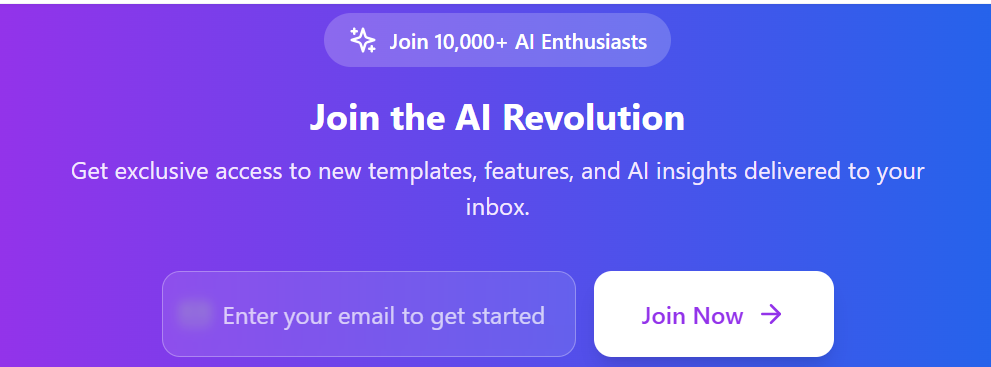 Join 10,000+ AI Enthusiasts
Join the AI Revolution
Get exclusive access to new templates, features, and AI insights delivered to your
inbox.
Enter your email to get started
Join Now